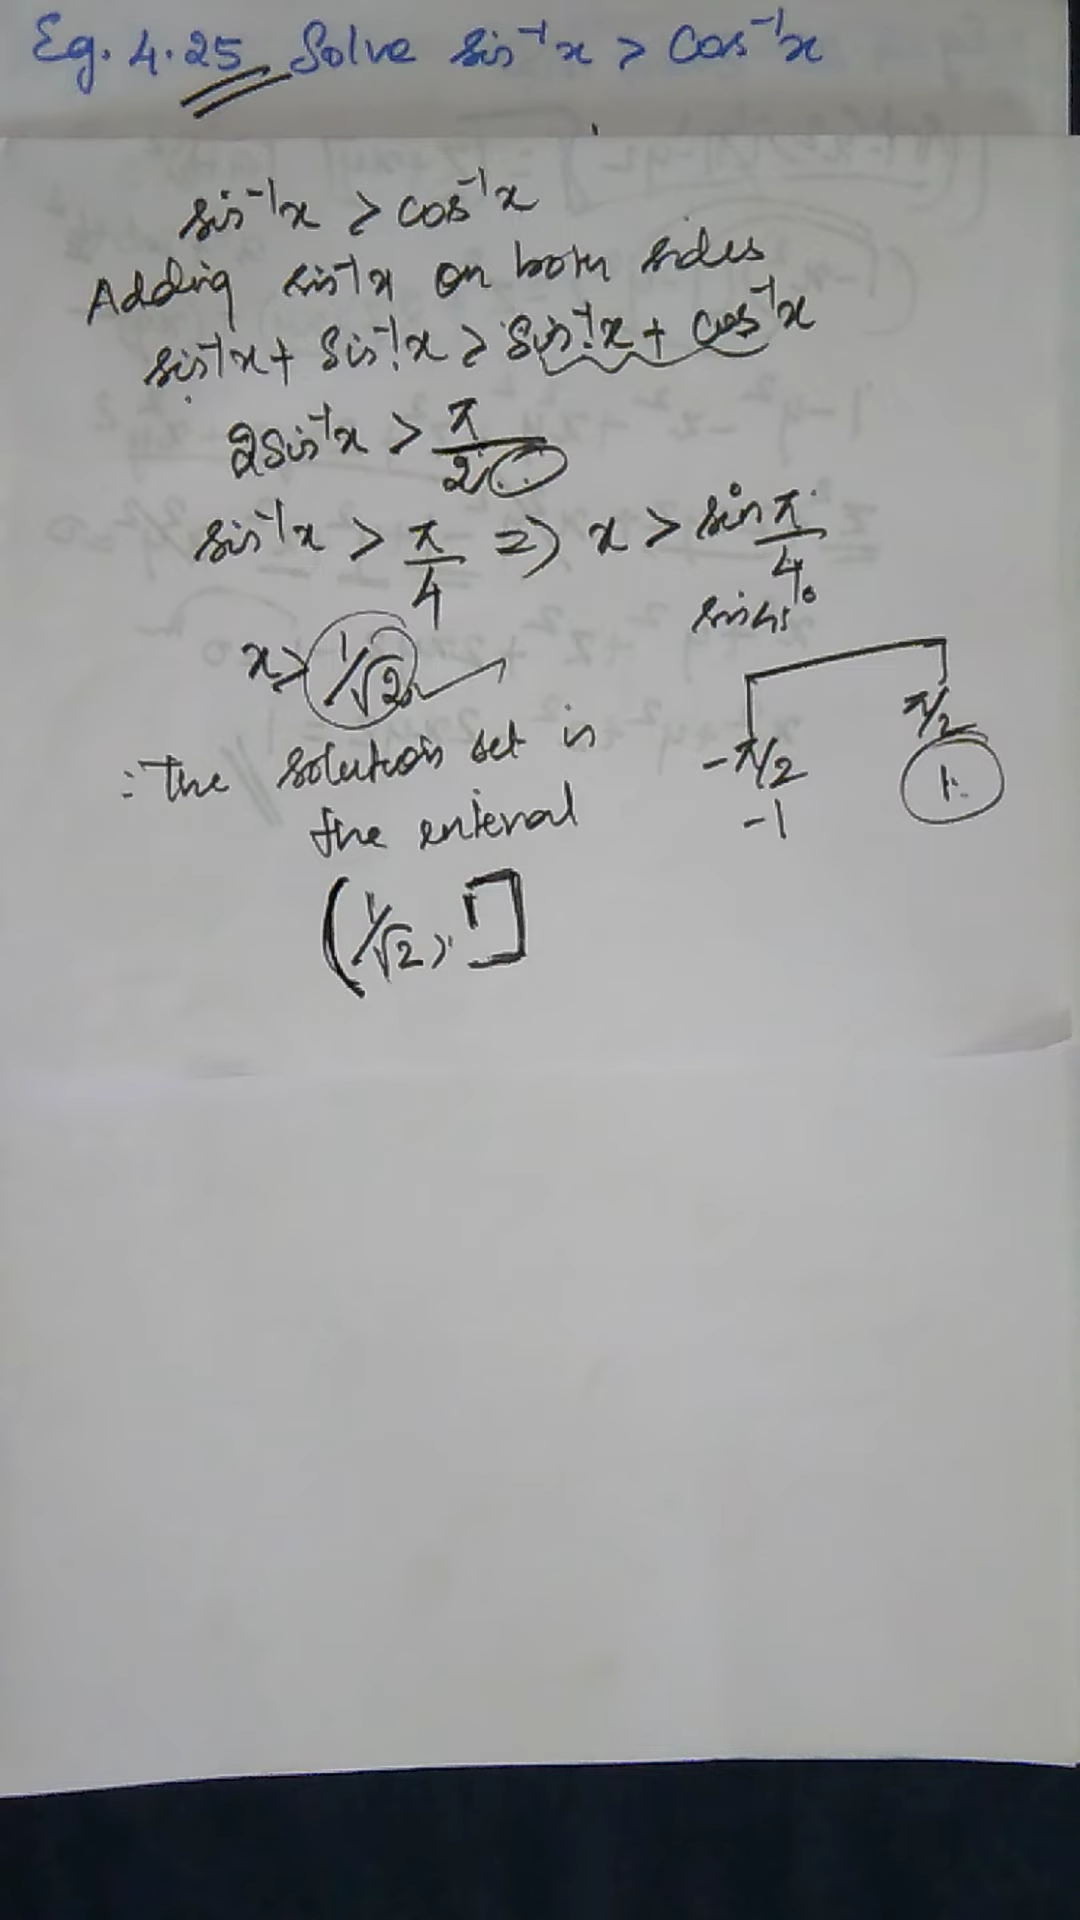 Eg. 4.25 Solve sin⁻¹x > cos⁻¹x
sin⁻¹x > cos⁻¹x
Adding sin⁻¹x on both sides
sin⁻¹x + sin⁻¹x > sin⁻¹x + cos⁻¹x
2sin⁻¹x > π/2
sin⁻¹x > π/4 => x > sin π/4
sin45°
x > 1/√2
-π/2 π/2
-1 1
∴ The solution set is
the interval
(1/√2, 1]